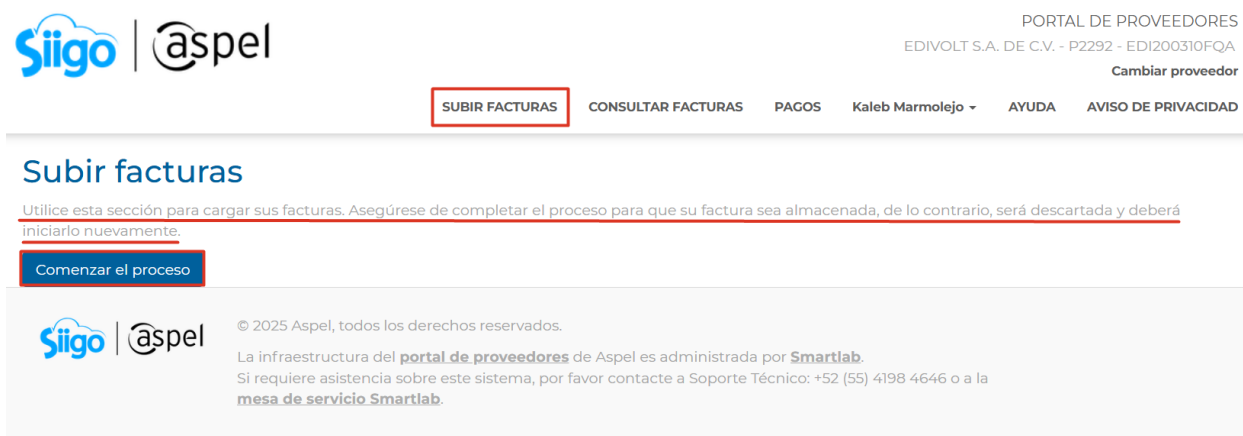 Siigo aspel
PORTAL DE PROVEEDORES
EDIVOLT S.A. DE C.V. - P2292 - EDI200310FQA
Cambiar proveedor
SUBIR FACTURAS CONSULTAR FACTURAS PAGOS Kaleb Marmolejo AYUDA AVISO DE PRIVACIDAD
Subir facturas
Utilice esta sección para cargar sus facturas. Asegúrese de completar el proceso para que su factura sea almacenada, de lo contrario, será descartada y deberá
iniciarlo nuevamente.
Comenzar el proceso
Siigo aspel
© 2025 Aspel, todos los derechos reservados.
La infraestructura del portal de proveedores de Aspel es administrada por Smartlab.
Si requiere asistencia sobre este sistema, por favor contacte a Soporte Técnico: +52 (55) 4198 4646 o a la
mesa de servicio Smartlab.